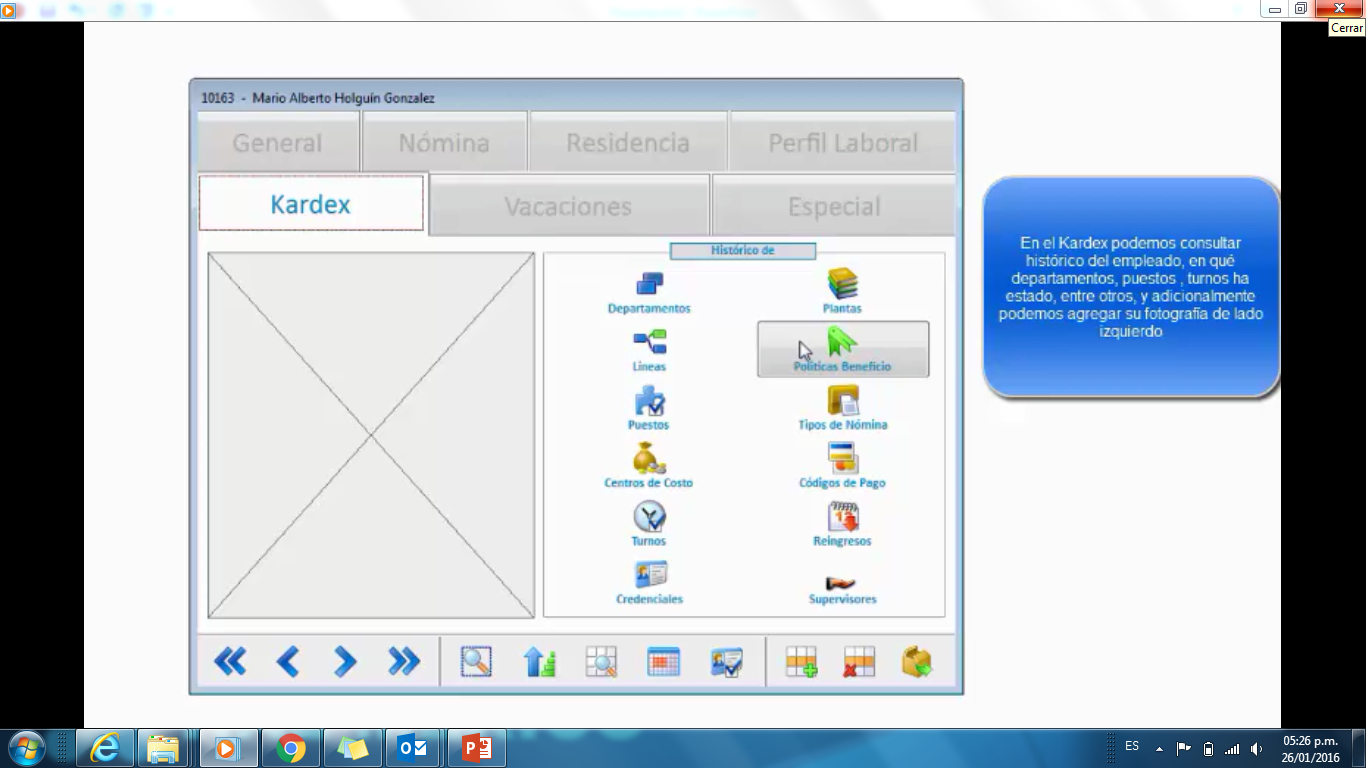 Cerrar
10163 - Mario Alberto Holguín Gonzalez
General Nómina Residencia Perfil Laboral
Kardex Vacaciones Especial
Histórico de
Departamentos Plantas
Lineas Políticas Beneficio
Puestos Tipos de Nómina
Centros de Costo Códigos de Pago
Turnos Reingresos
Credenciales Supervisores
En el Kardex podemos consultar
histórico del empleado, en qué
departamentos, puestos , turnos ha
estado, entre otros, y adicionalmente
podemos agregar su fotografía de lado
izquierdo
ES
05:26 p.m.
26/01/2016